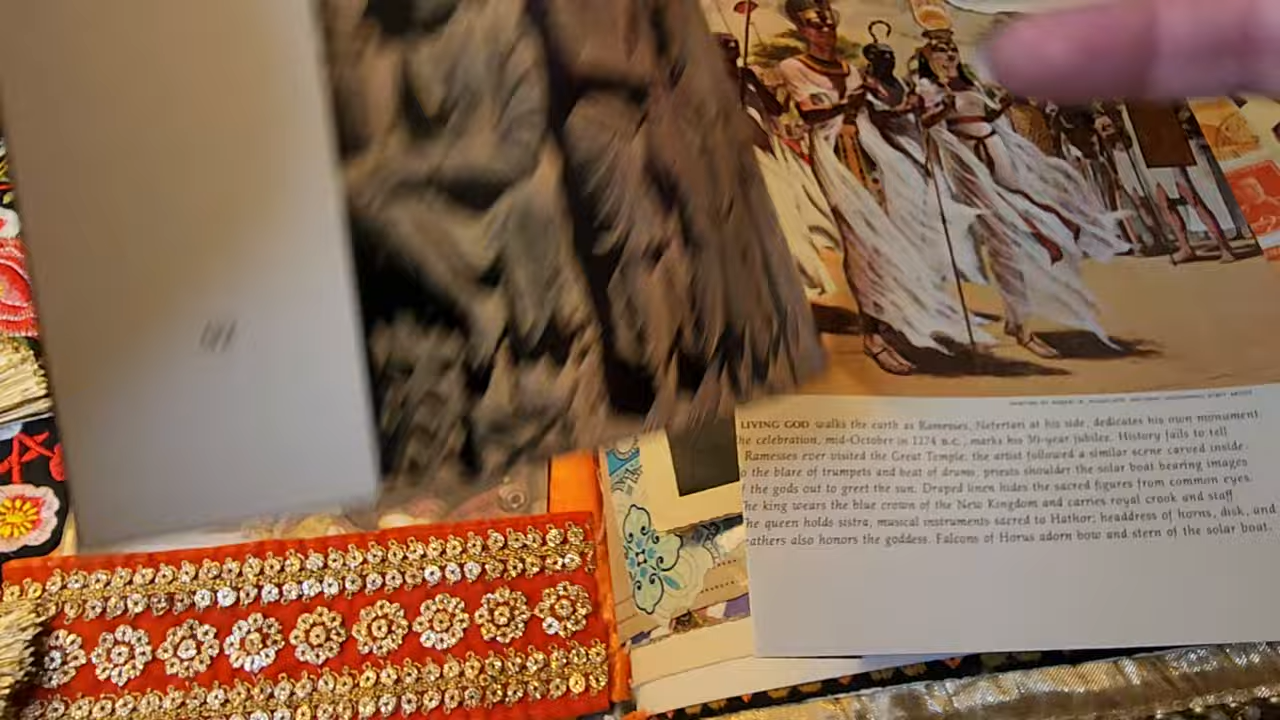 LIVING GOD walks the earth as Ramesses, Nefertari at his side, dedicates his own monument.
he celebration, mid-October in 1274 B.C., marks his 30-year jubilee. History fails to tell
Ramesses ever visited the Great Temple; the artist followed a similar scene carved inside.
o the blare of trumpets and beat of drums, priests shoulder the solar boat bearing images
f the gods out to greet the sun. Draped linen hides the sacred figures from common eyes.
he king wears the blue crown of the New Kingdom and carries royal crook and staff
he queen holds sistra, musical instruments sacred to Hathor; headdress of horns, disk, and
eathers also honors the goddess. Falcons of Horus adorn bow and stern of the solar boat.